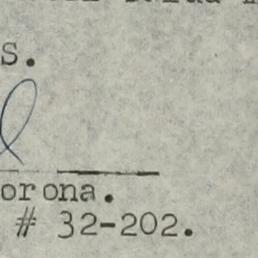 s.
orona.
# 32-202.